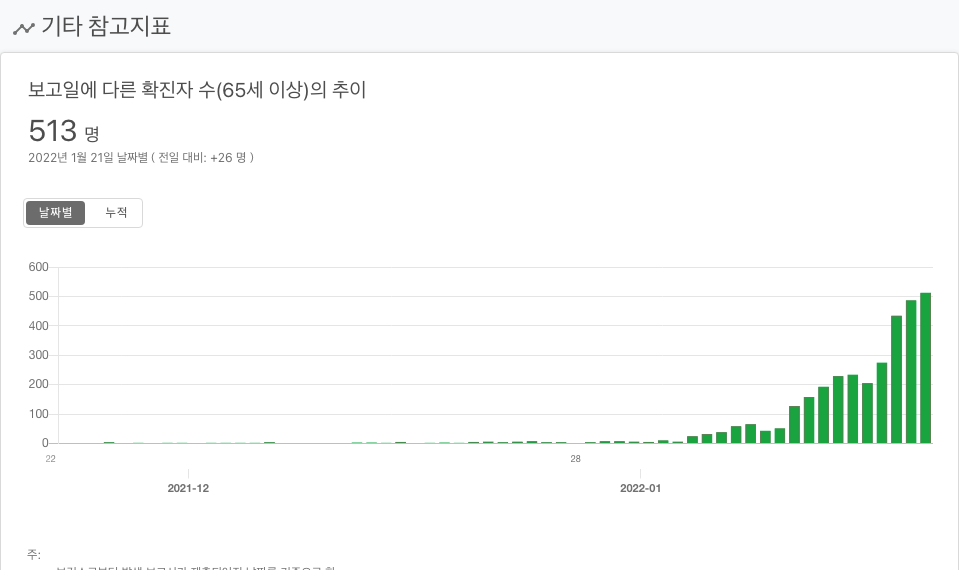 기타 참고지표
보고일에 다른 확진자 수(65세 이상)의 추이
513 명
2022년 1월 21일 날짜별 ( 전일 대비: +26 명 )
날짜별 누적
600
500
400
300
200
100
0
22 28
2021-12 2022-01
주: